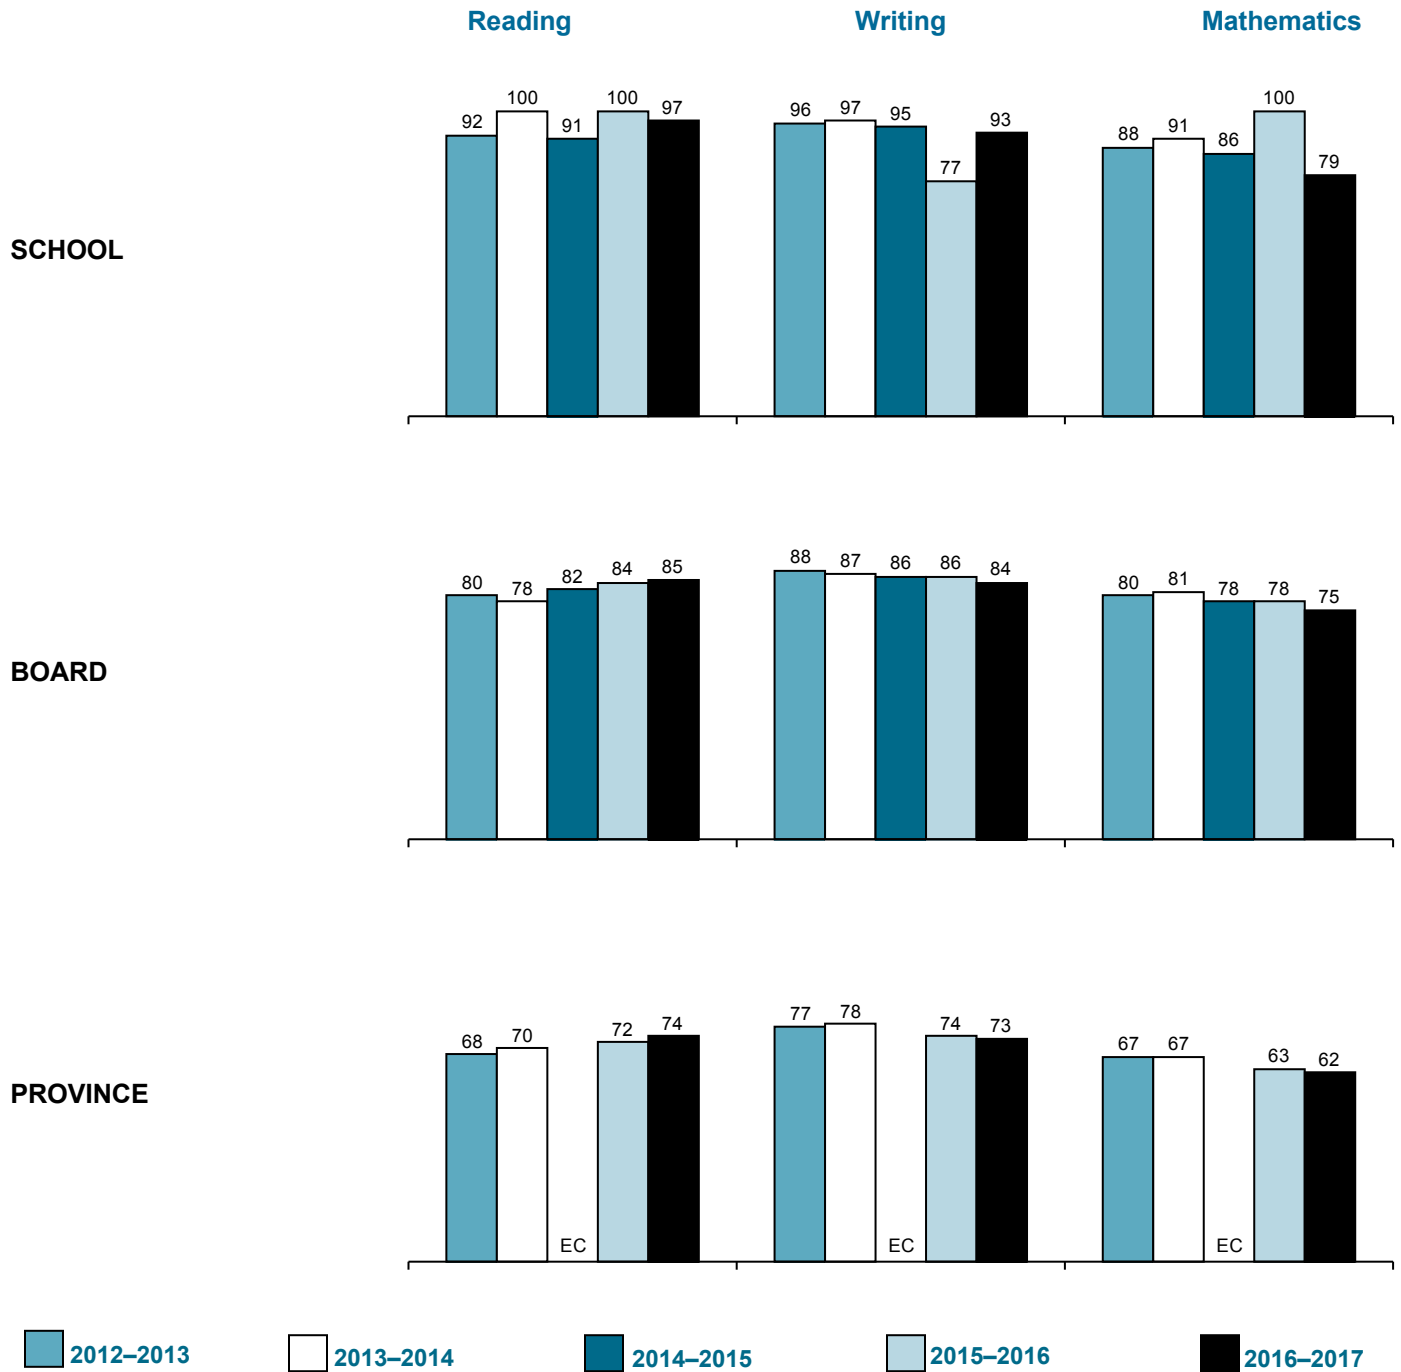 Reading Writing Mathematics
92 100 91 100 97 96 97 95 77 93 88 91 86 100 79
SCHOOL
80 78 82 84 85 88 87 86 86 84 80 81 78 78 75
BOARD
68 70 EC 72 74 77 78 EC 74 73 67 67 EC 63 62
PROVINCE
2012–2013 2013–2014 2014–2015 2015–2016 2016–2017